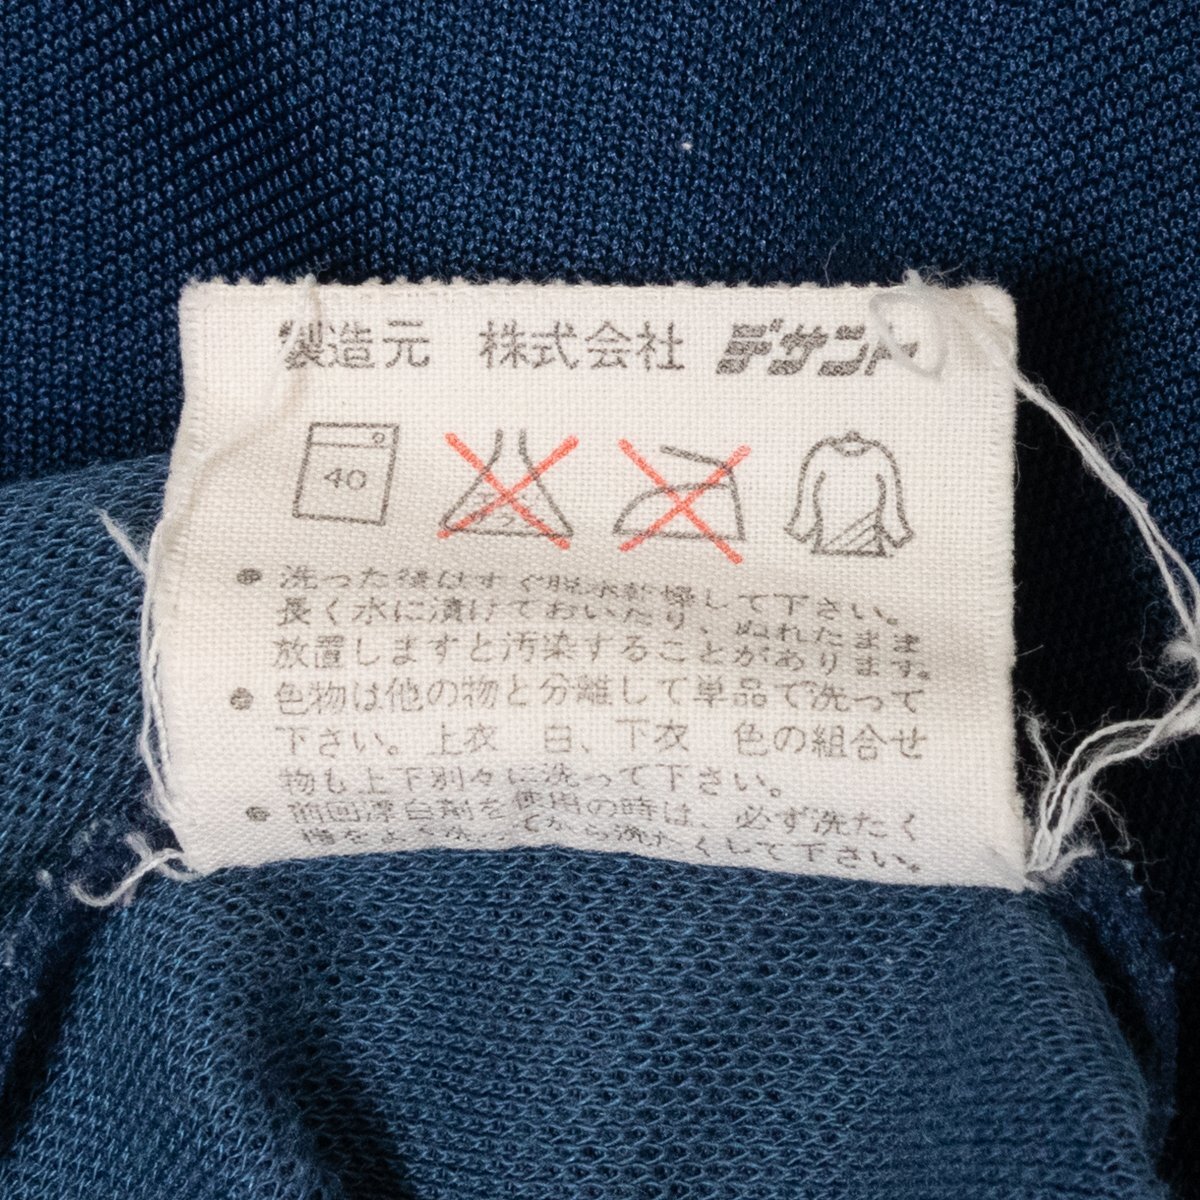 製造元 株式会社 デサント
40
● 洗った後はすぐ脱水乾燥して下さい。
長く水に漬けておいたり、ぬれたまま
放置しますと汚染することがあります。
● 色物は他の物と分離して単品で洗って
下さい。上衣 白、下衣 色の組合せ
物も上下別々に洗って下さい。
● 前回漂白剤を使用の時は、必ず洗たく
槽をよく洗ってから洗たくして下さい。